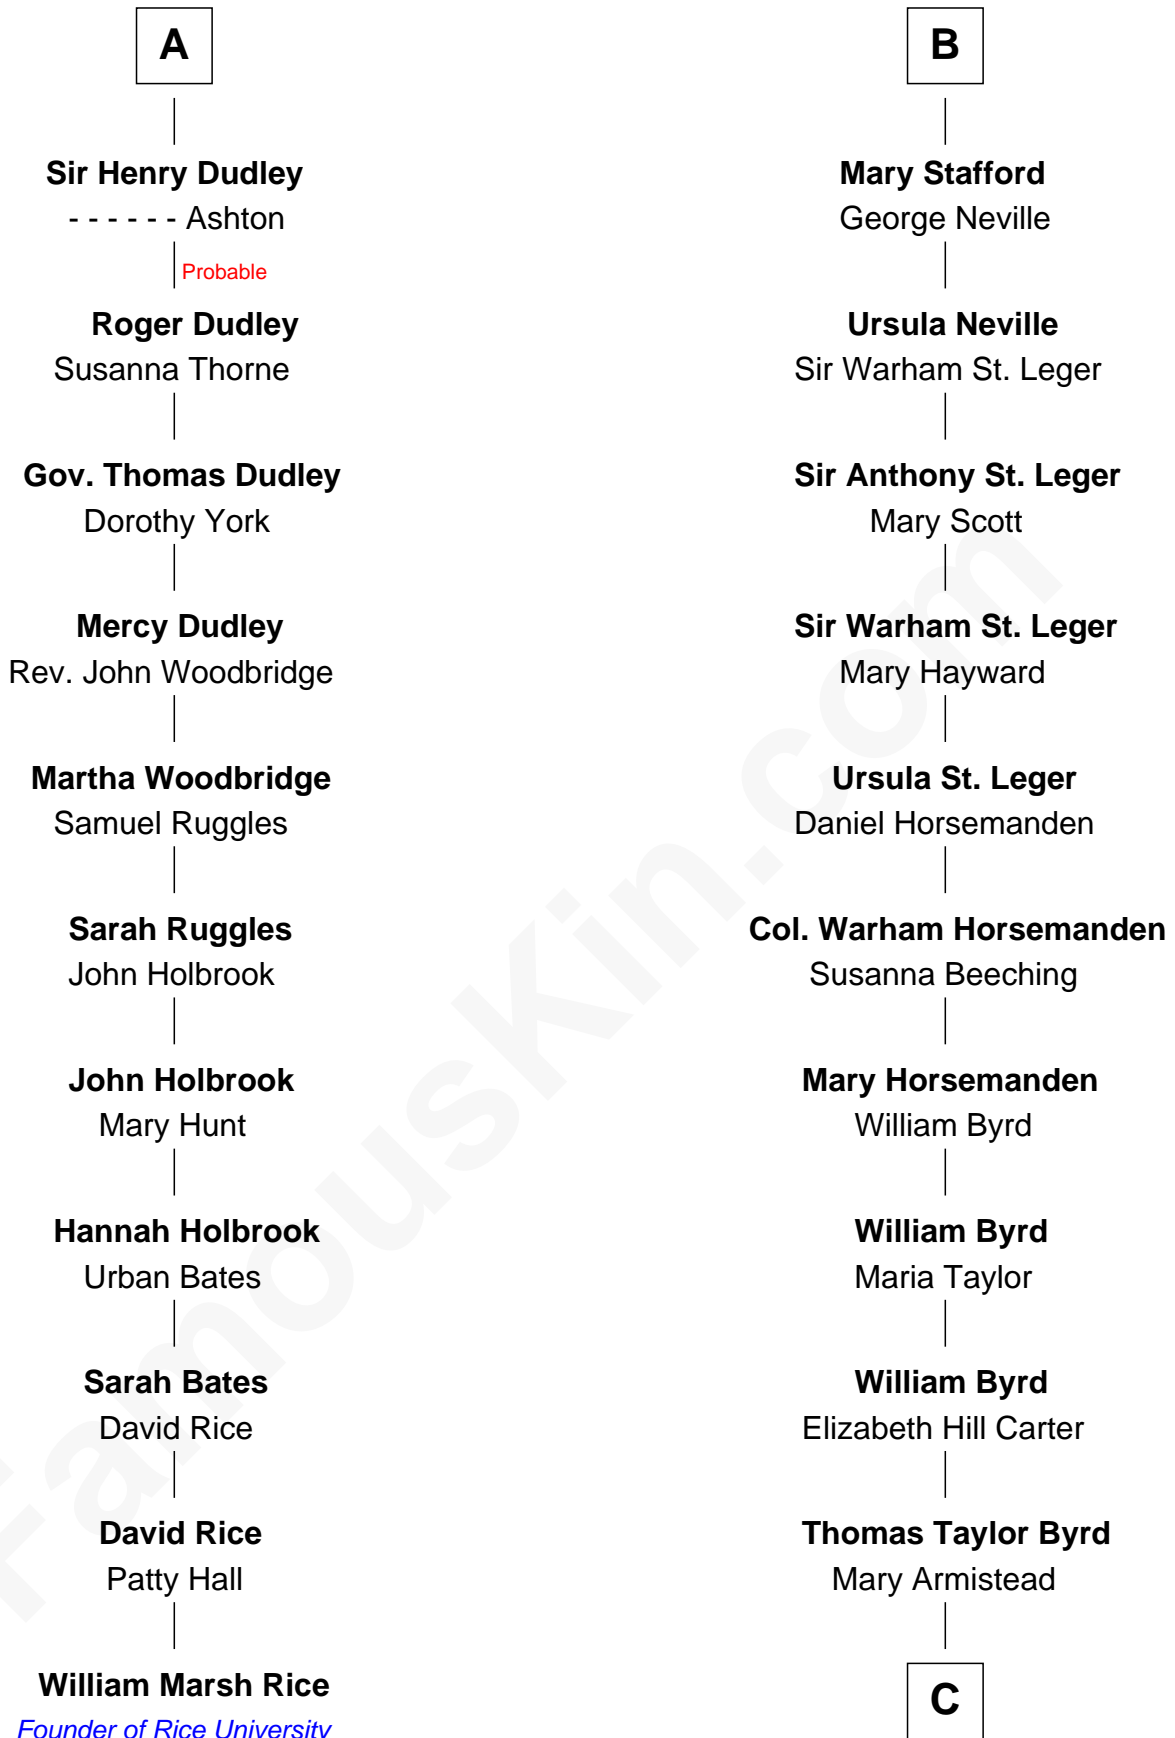 A
Sir Henry Dudley
- - - - - - Ashton
Probable
Roger Dudley
Susanna Thorne
Gov. Thomas Dudley
Dorothy York
Mercy Dudley
Rev. John Woodbridge
Martha Woodbridge
Samuel Ruggles
Sarah Ruggles
John Holbrook
John Holbrook
Mary Hunt
Hannah Holbrook
Urban Bates
Sarah Bates
David Rice
David Rice
Patty Hall
William Marsh Rice
Founder of Rice University
B
Mary Stafford
George Neville
Ursula Neville
Sir Warham St. Leger
Sir Anthony St. Leger
Mary Scott
Sir Warham St. Leger
Mary Hayward
Ursula St. Leger
Daniel Horsemanden
Col. Warham Horsemanden
Susanna Beeching
Mary Horsemanden
William Byrd
William Byrd
Maria Taylor
William Byrd
Elizabeth Hill Carter
Thomas Taylor Byrd
Mary Armistead
C
FamousKin.com